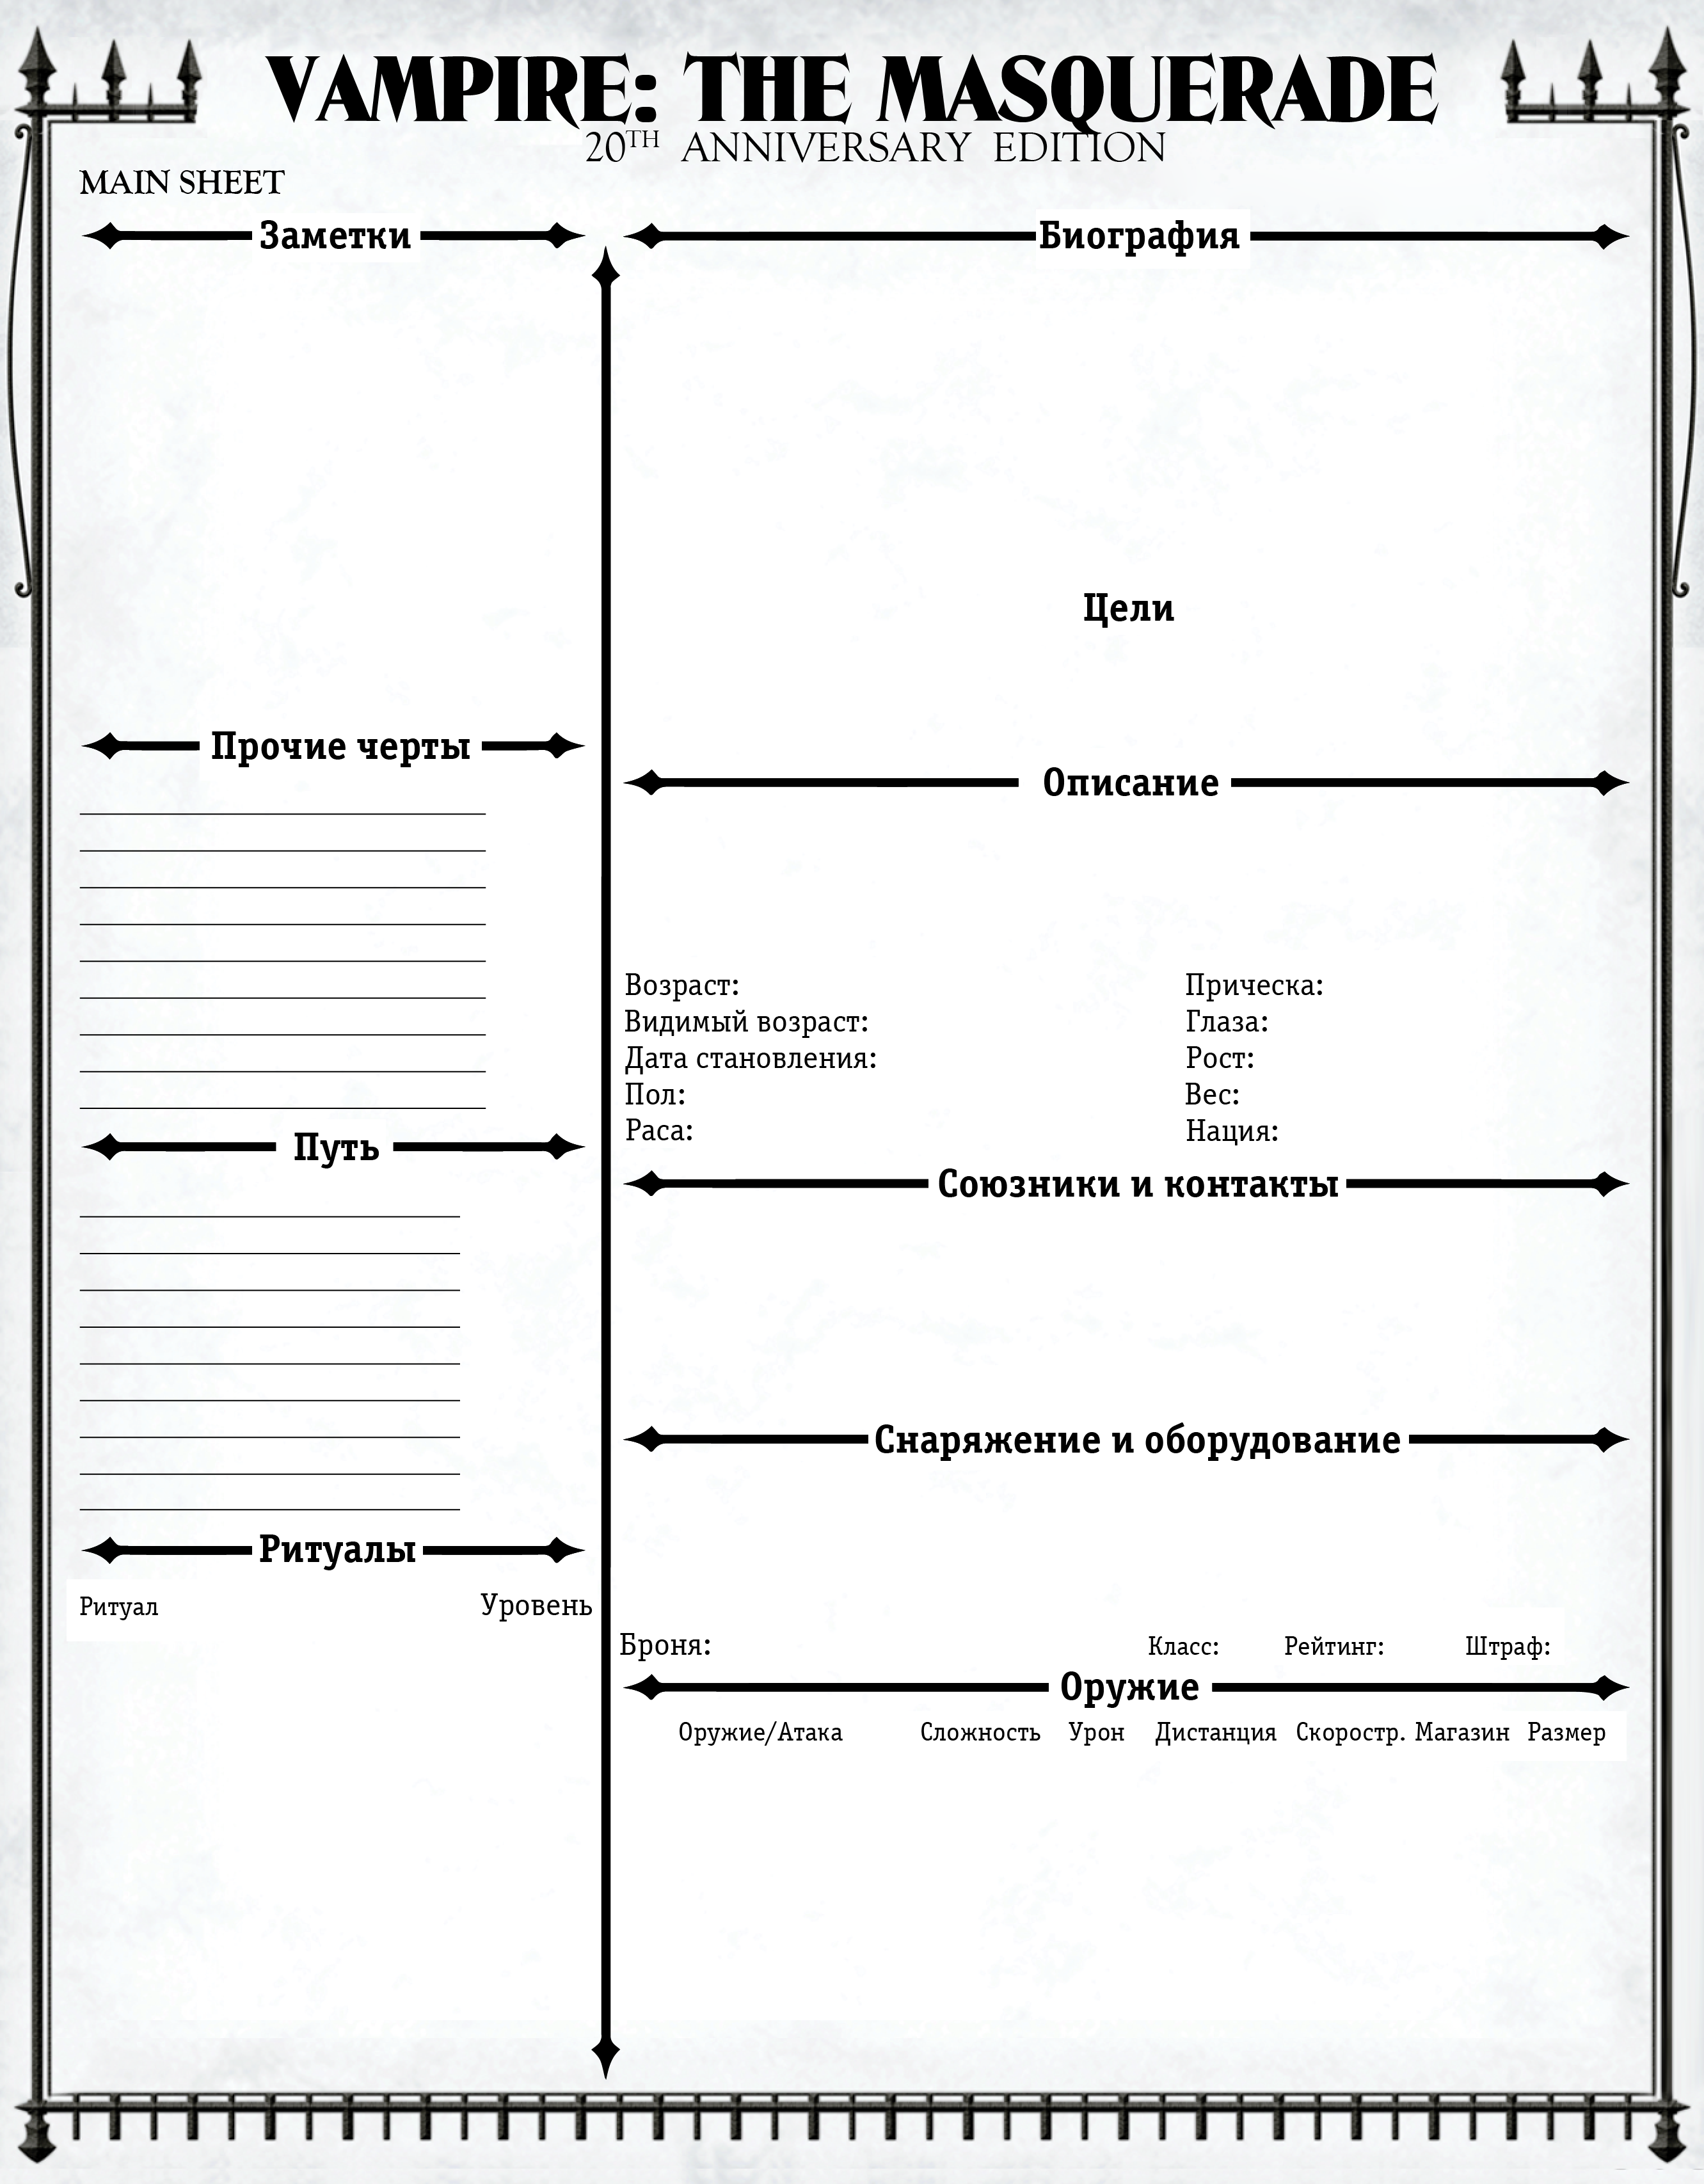 VAMPIRE: THE MASQUERADE
20TH ANNIVERSARY EDITION
MAIN SHEET
Заметки
Прочие черты
Путь
Ритуалы
Ритуал Уровень
Биография
Цели
Описание
Возраст: Прическа:
Видимый возраст: Глаза:
Дата становления: Рост:
Пол: Вес:
Раса: Нация:
Союзники и контакты
Снаряжение и оборудование
Броня: Класс: Рейтинг: Штраф:
Оружие
Оружие/Атака Сложность Урон Дистанция Скоростр. Магазин Размер